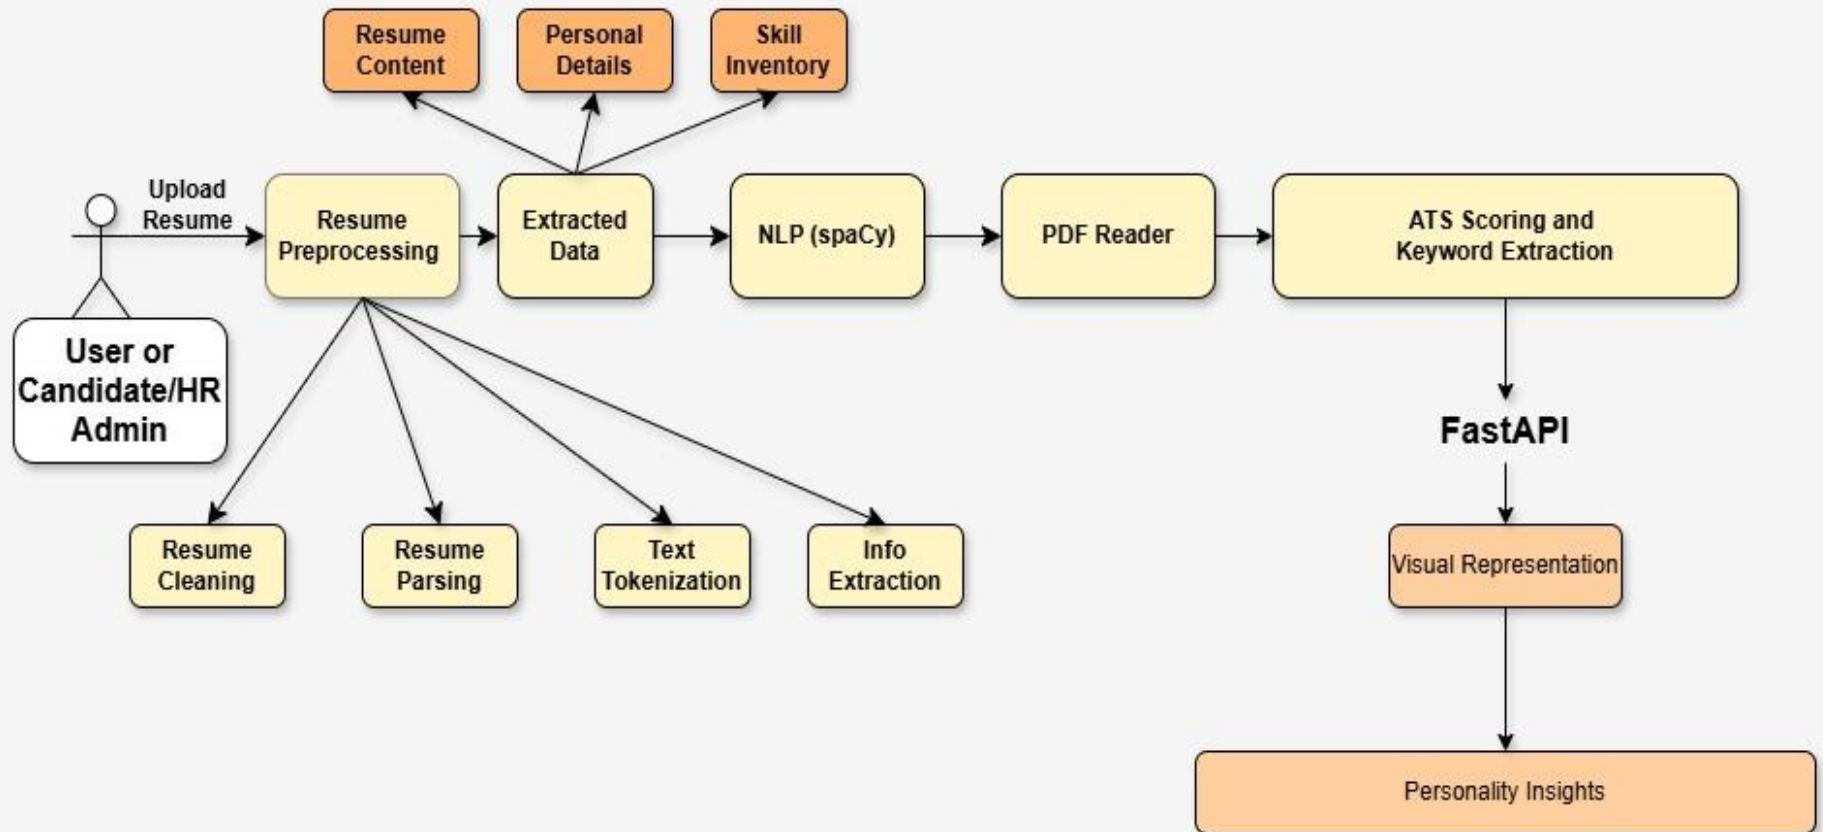 Resume
Content
Personal
Details
Skill
Inventory
Upload
Resume
Resume
Preprocessing
Extracted
Data
NLP (spaCy)
PDF Reader
ATS Scoring and
Keyword Extraction
User or
Candidate/HR
Admin
FastAPI
Resume
Cleaning
Resume
Parsing
Text
Tokenization
Info
Extraction
Visual Representation
Personality Insights